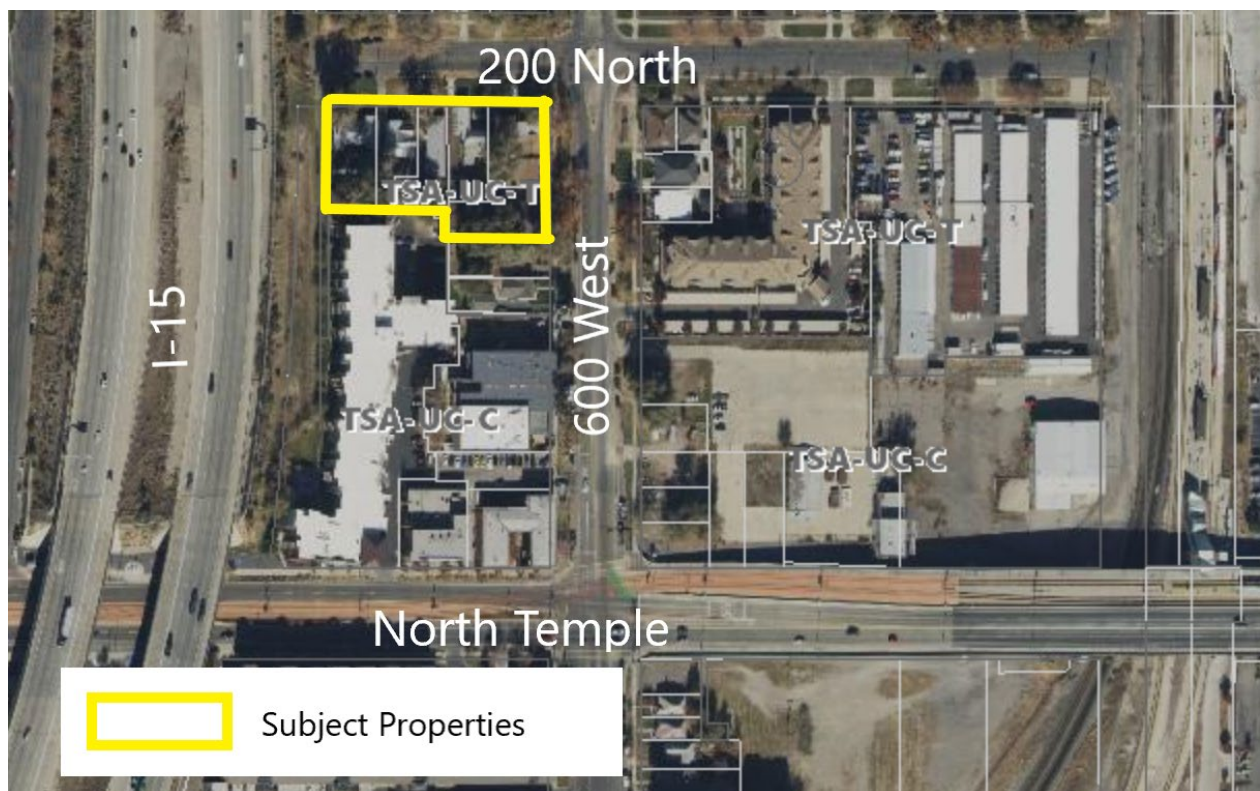 200 North
TSA-UC-T
TSA-UC-T
I-15
600 West
TSA-UC-C
TSA-UC-C
North Temple
Subject Properties